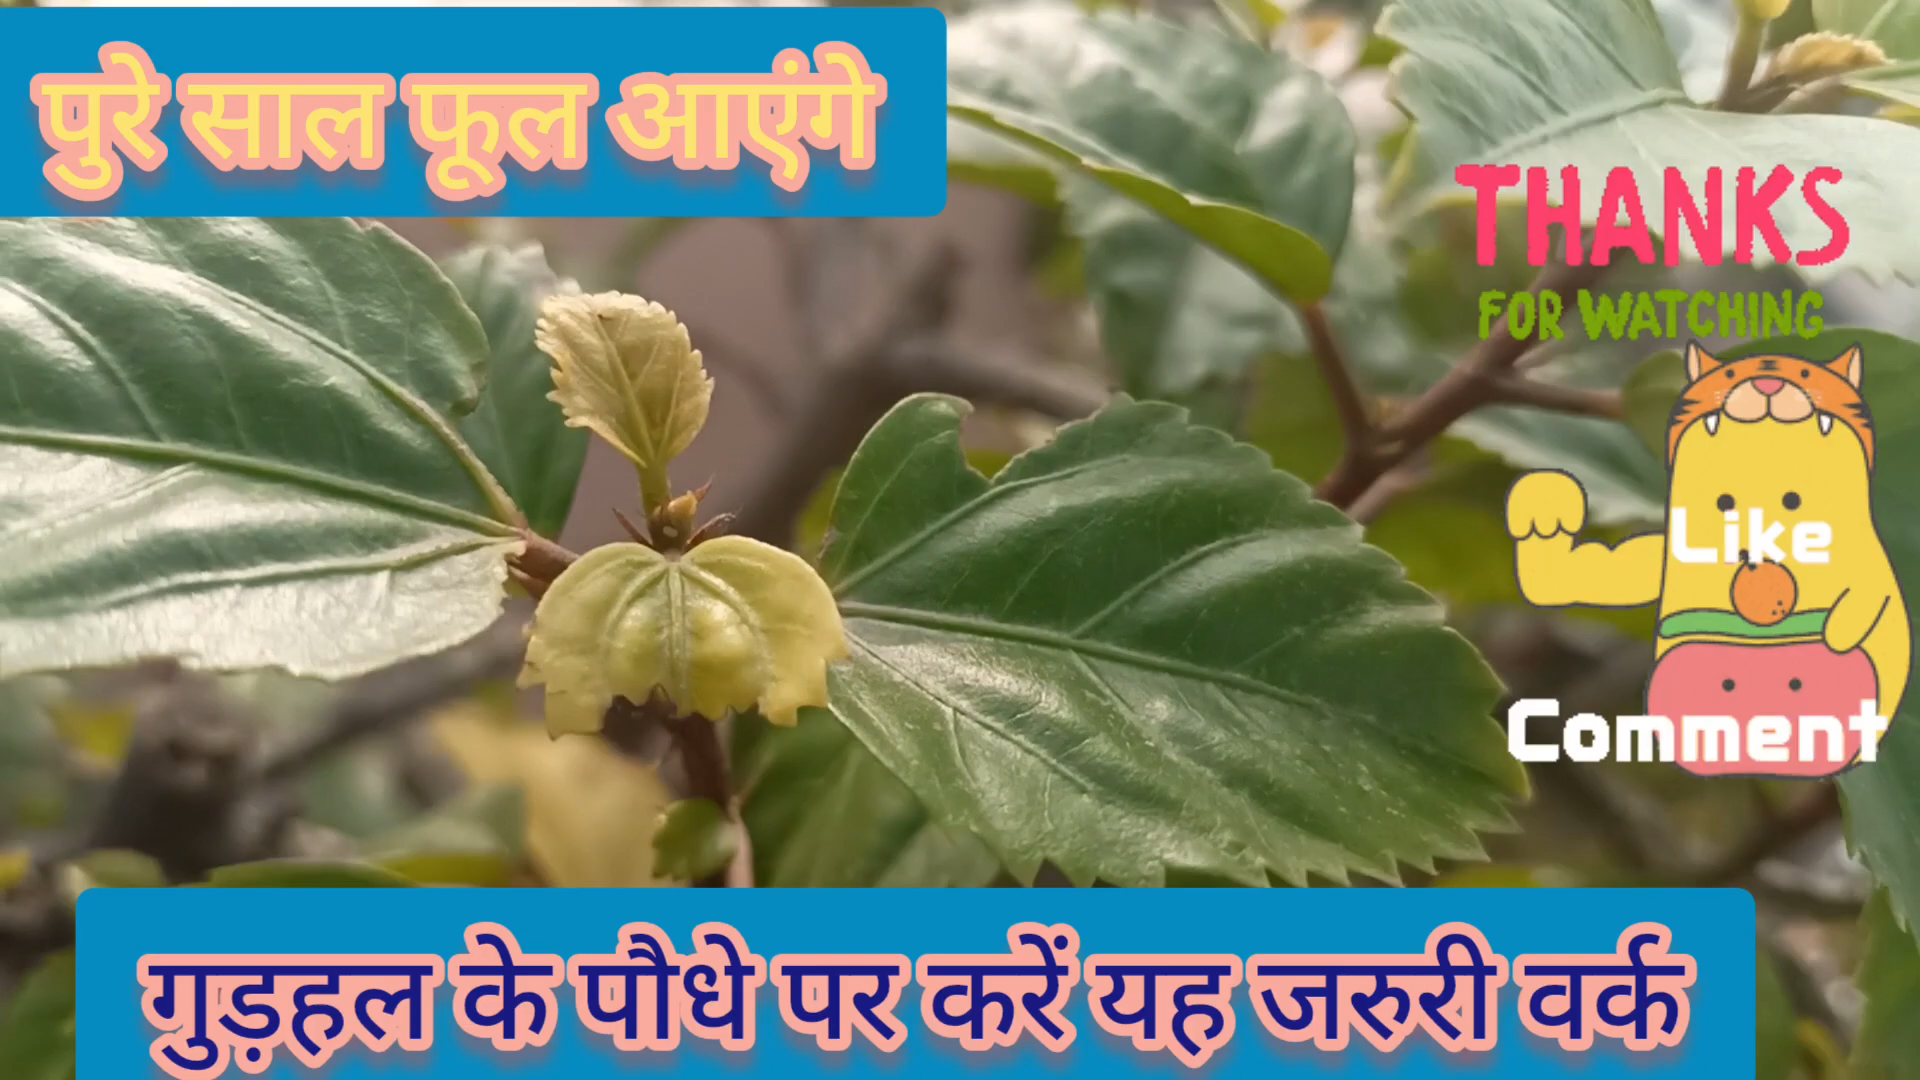 पुरे साल फूल आएंगे
THANKS
FOR WATCHING
Like
Comment
गुड़हल के पौधे पर करें यह जरुरी वर्क